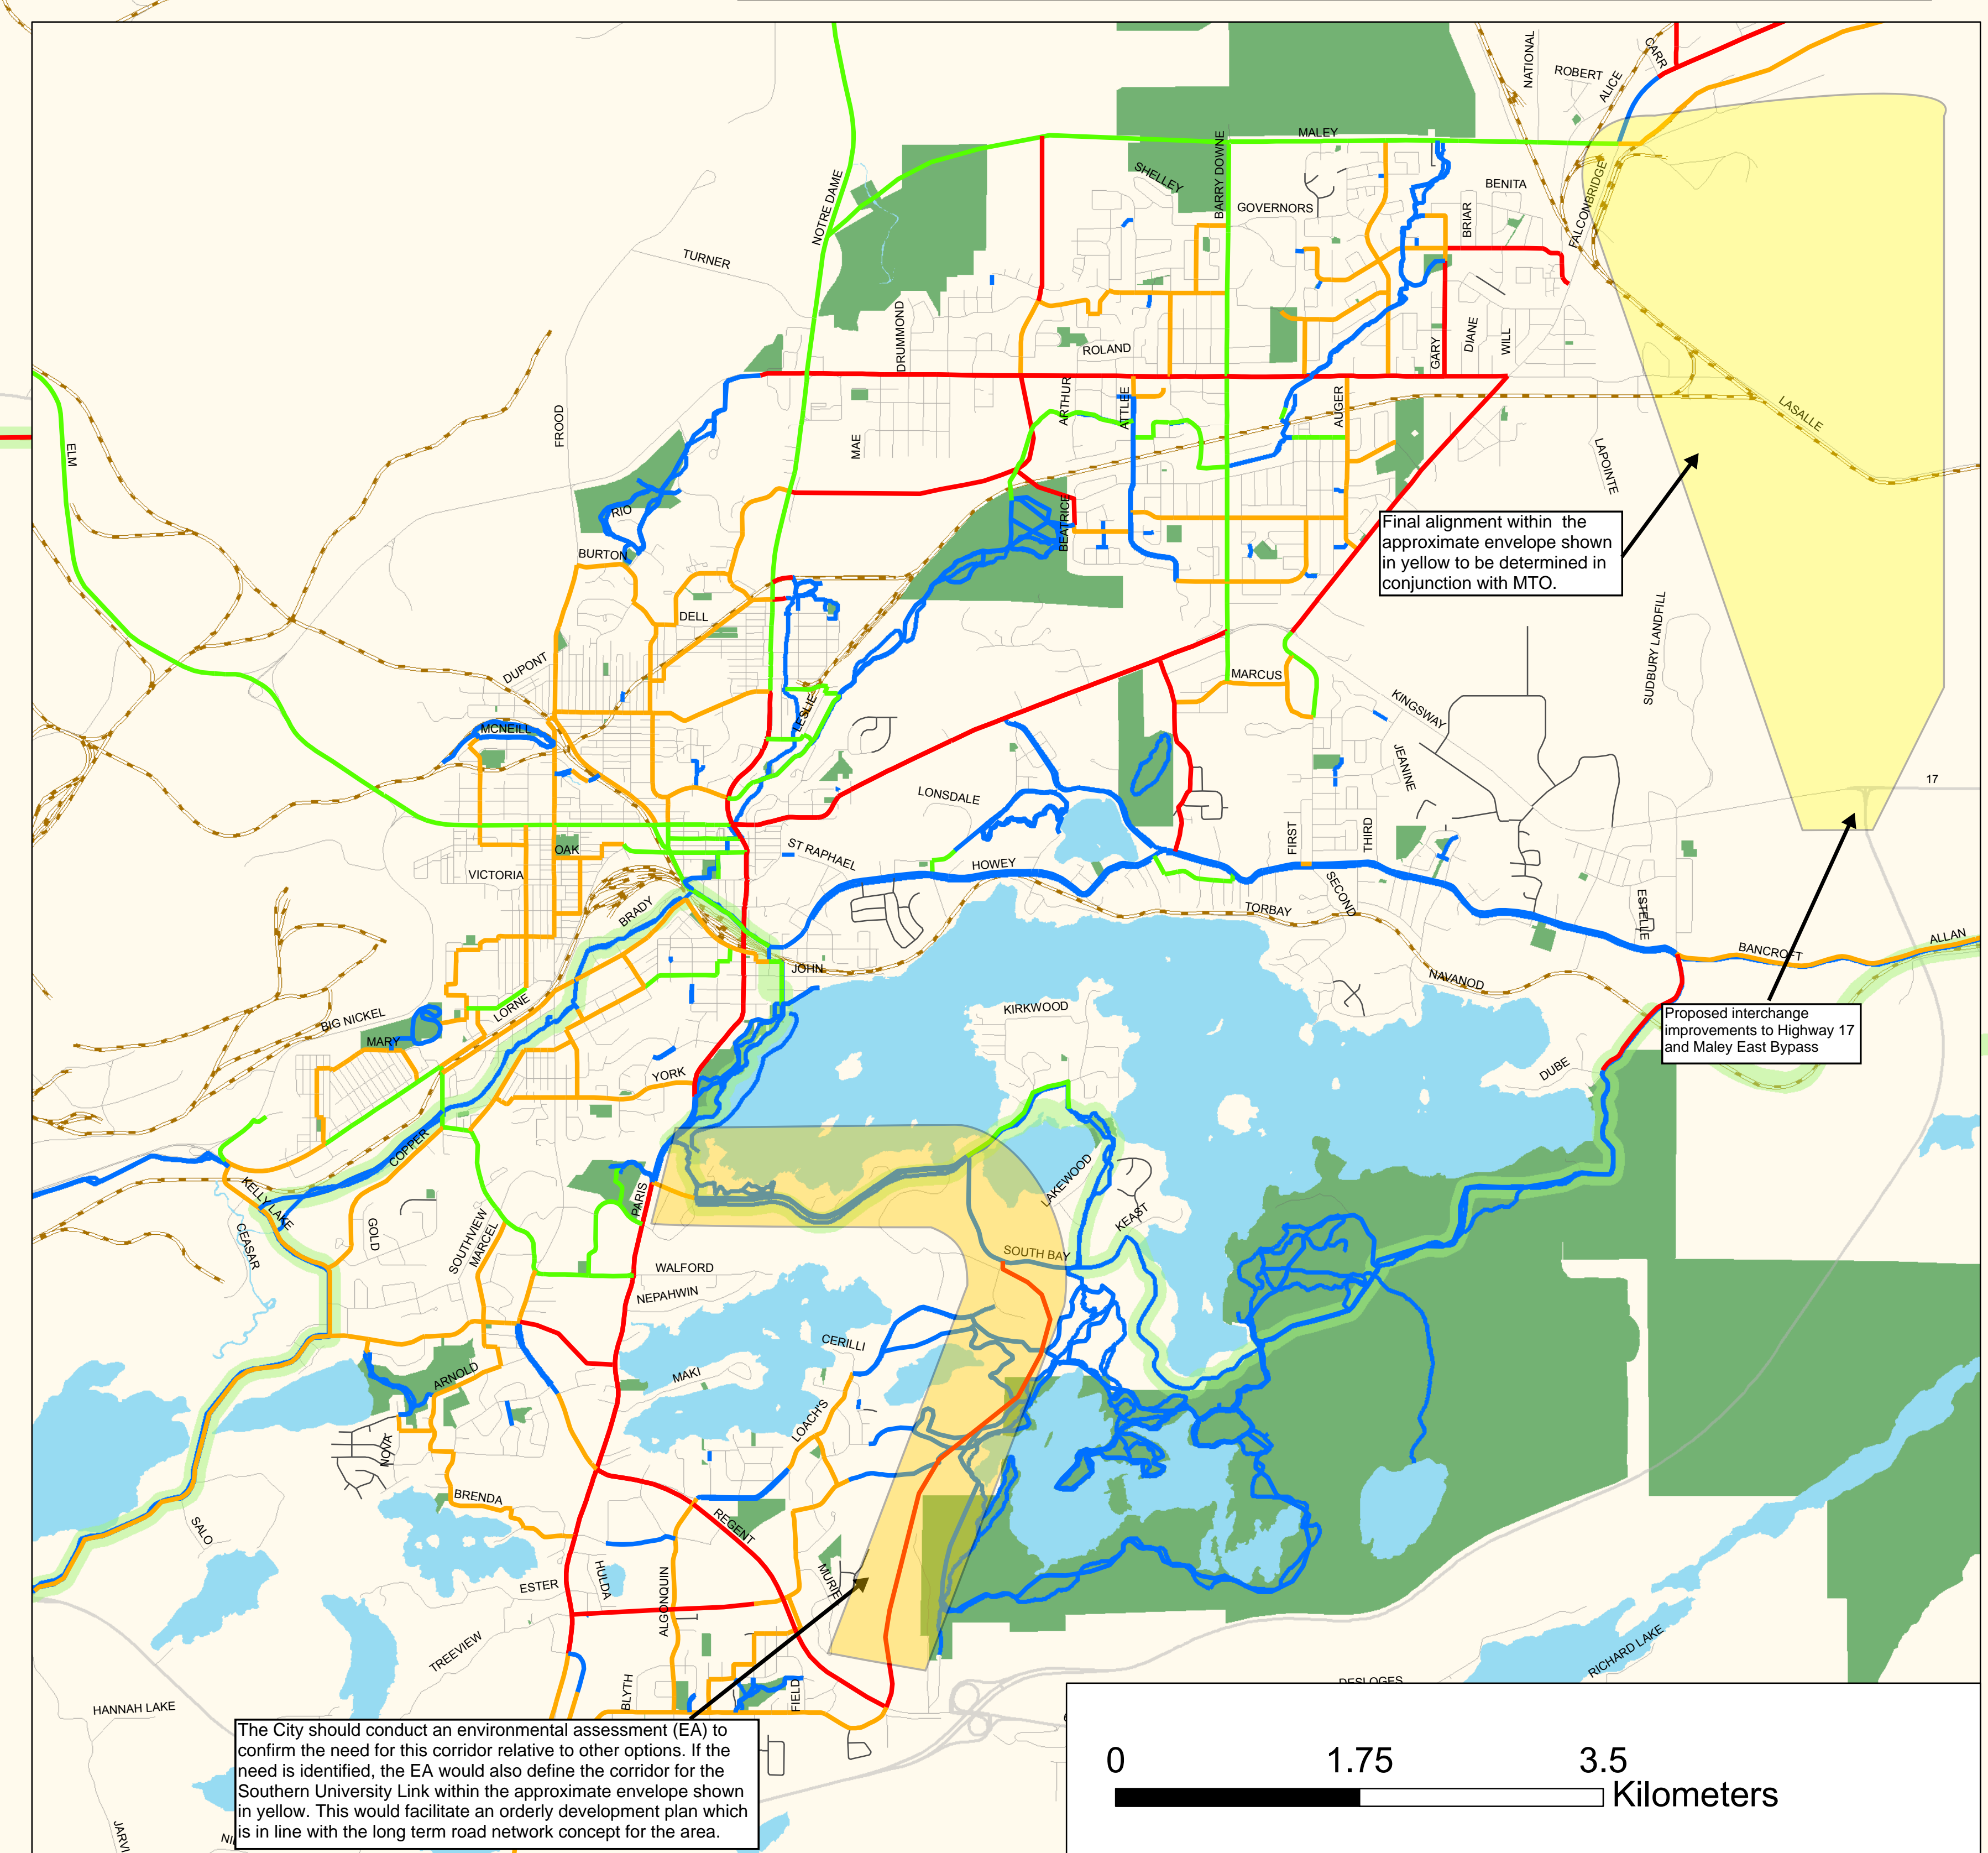 NATIONAL
ROBERT
CARR
ALICE
MALEY
BARRY DOWNE
SHELLEY
GOVERNORS
BENITA
BRIAR
FALCONBRIDGE
NOTRE DAME
TURNER
DRUMMOND
ROLAND
GARY
DIANE
WILL
FROOD
ELM
MAE
ARTHUR
ATTLEE
AUGER
LASALLE
LAPOINTE
RIO
BURTON
BEATRICE
Final alignment within the
approximate envelope shown
in yellow to be determined in
conjunction with MTO.
DELL
DUPONT
SUDBURY LANDFILL
MARCUS
KINGSWAY
LESLIE
MCNEILL
JEANINE
17
LONSDALE
OAK
ST RAPHAEL
HOWEY
FIRST
THIRD
VICTORIA
SECOND
BRADY
TORBAY
ESTELLE
BANCROFT
ALLAN
JOHN
NAVANOD
LORNE
BIG NICKEL
MARY
KIRKWOOD
Proposed interchange
improvements to Highway 17
and Maley East Bypass
DUBE
YORK
COPPER
LAKEWOOD
KELLY LAKE
PARIS
KEAST
CEASAR
GOLD
SOUTHVIEW
MARCEL
SOUTH BAY
WALFORD
NEPAHWIN
CERILLI
MAKI
ARNOLD
LOACH'S
NOVA
BRENDA
SALO
REGENT
ESTER
HULDA
ALGONQUIN
MURIEL
TREEVIEW
RICHARD LAKE
DESLOGES
BLYTH
FIELD
HANNAH LAKE
The City should conduct an environmental assessment (EA) to
confirm the need for this corridor relative to other options. If the
need is identified, the EA would also define the corridor for the
Southern University Link within the approximate envelope shown
in yellow. This would facilitate an orderly development plan which
is in line with the long term road network concept for the area.
0 1.75 3.5
Kilometers